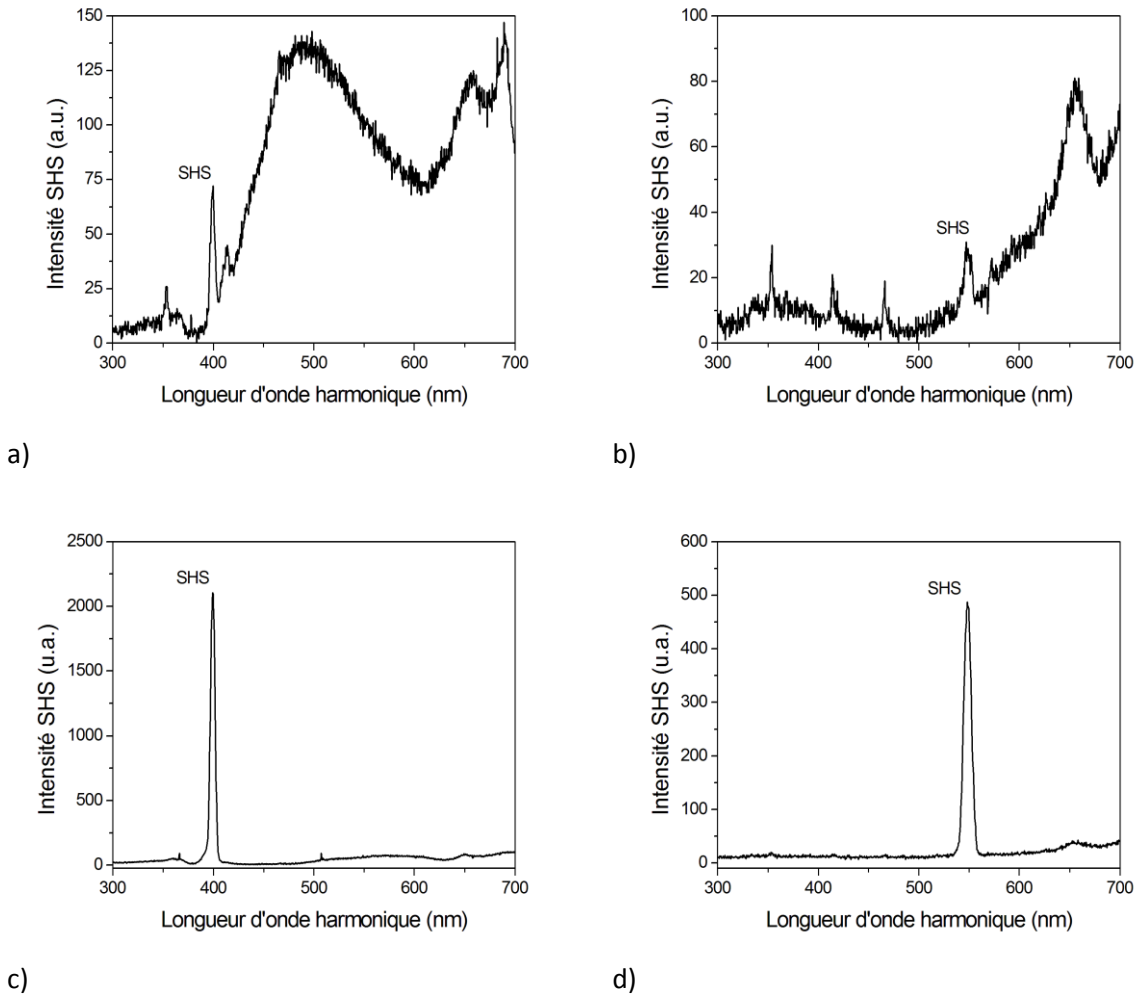 150
125
100
75
50
25
0
300 400 500 600 700
Intensité SHS (a.u.)
Longueur d'onde harmonique (nm)
SHS
a)
100
80
60
40
20
0
300 400 500 600 700
Intensité SHS (a.u.)
Longueur d'onde harmonique (nm)
SHS
b)
2500
2000
1500
1000
500
0
300 400 500 600 700
Intensité SHS (u.a.)
Longueur d'onde harmonique (nm)
SHS
c)
600
500
400
300
200
100
0
300 400 500 600 700
Intensité SHS (u.a.)
Longueur d'onde harmonique (nm)
SHS
d)